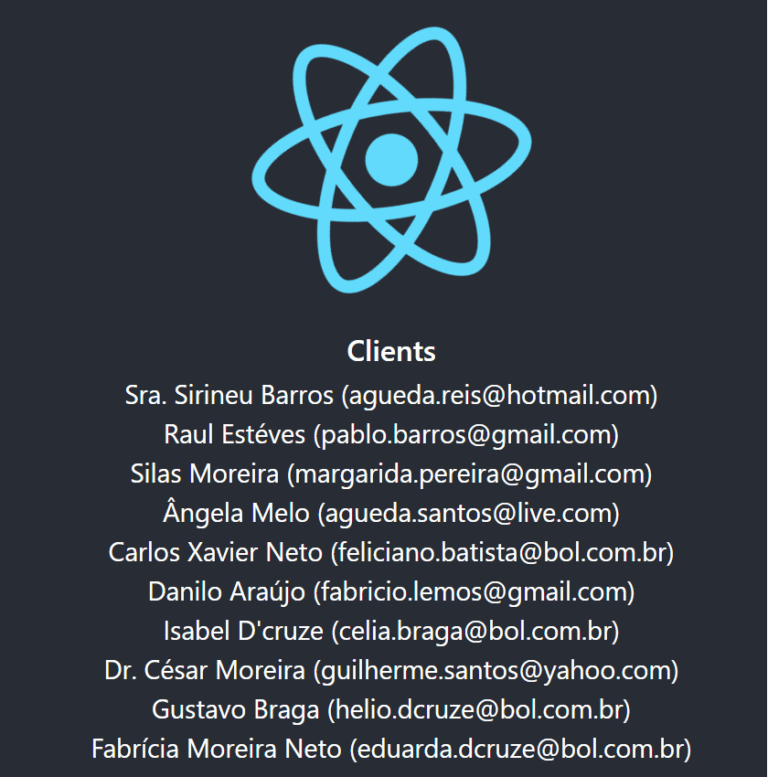 Clients
Sra. Sirineu Barros (agueda.reis@hotmail.com)
Raul Estéves (pablo.barros@gmail.com)
Silas Moreira (margarida.pereira@gmail.com)
Ângela Melo (agueda.santos@live.com)
Carlos Xavier Neto (feliciano.batista@bol.com.br)
Danilo Araújo (fabricio.lemos@gmail.com)
Isabel D'cruze (celia.braga@bol.com.br)
Dr. César Moreira (guilherme.santos@yahoo.com)
Gustavo Braga (helio.dcruze@bol.com.br)
Fabrícia Moreira Neto (eduarda.dcruze@bol.com.br)